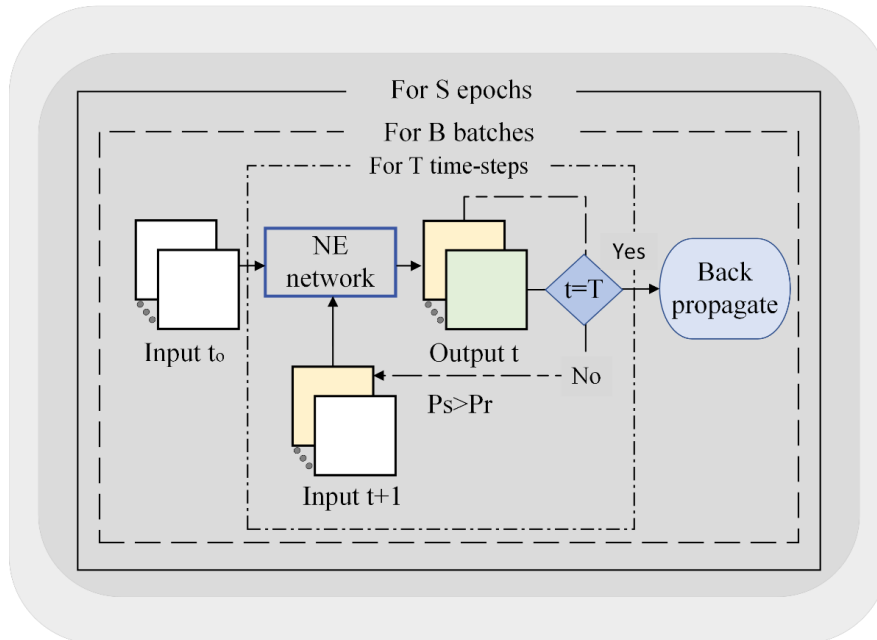 For S epochs
For B batches
For T time-steps
NE
network
Yes
t=T
Back
propagate
Input t₀
Output t
No
Ps>Pr
Input t+1